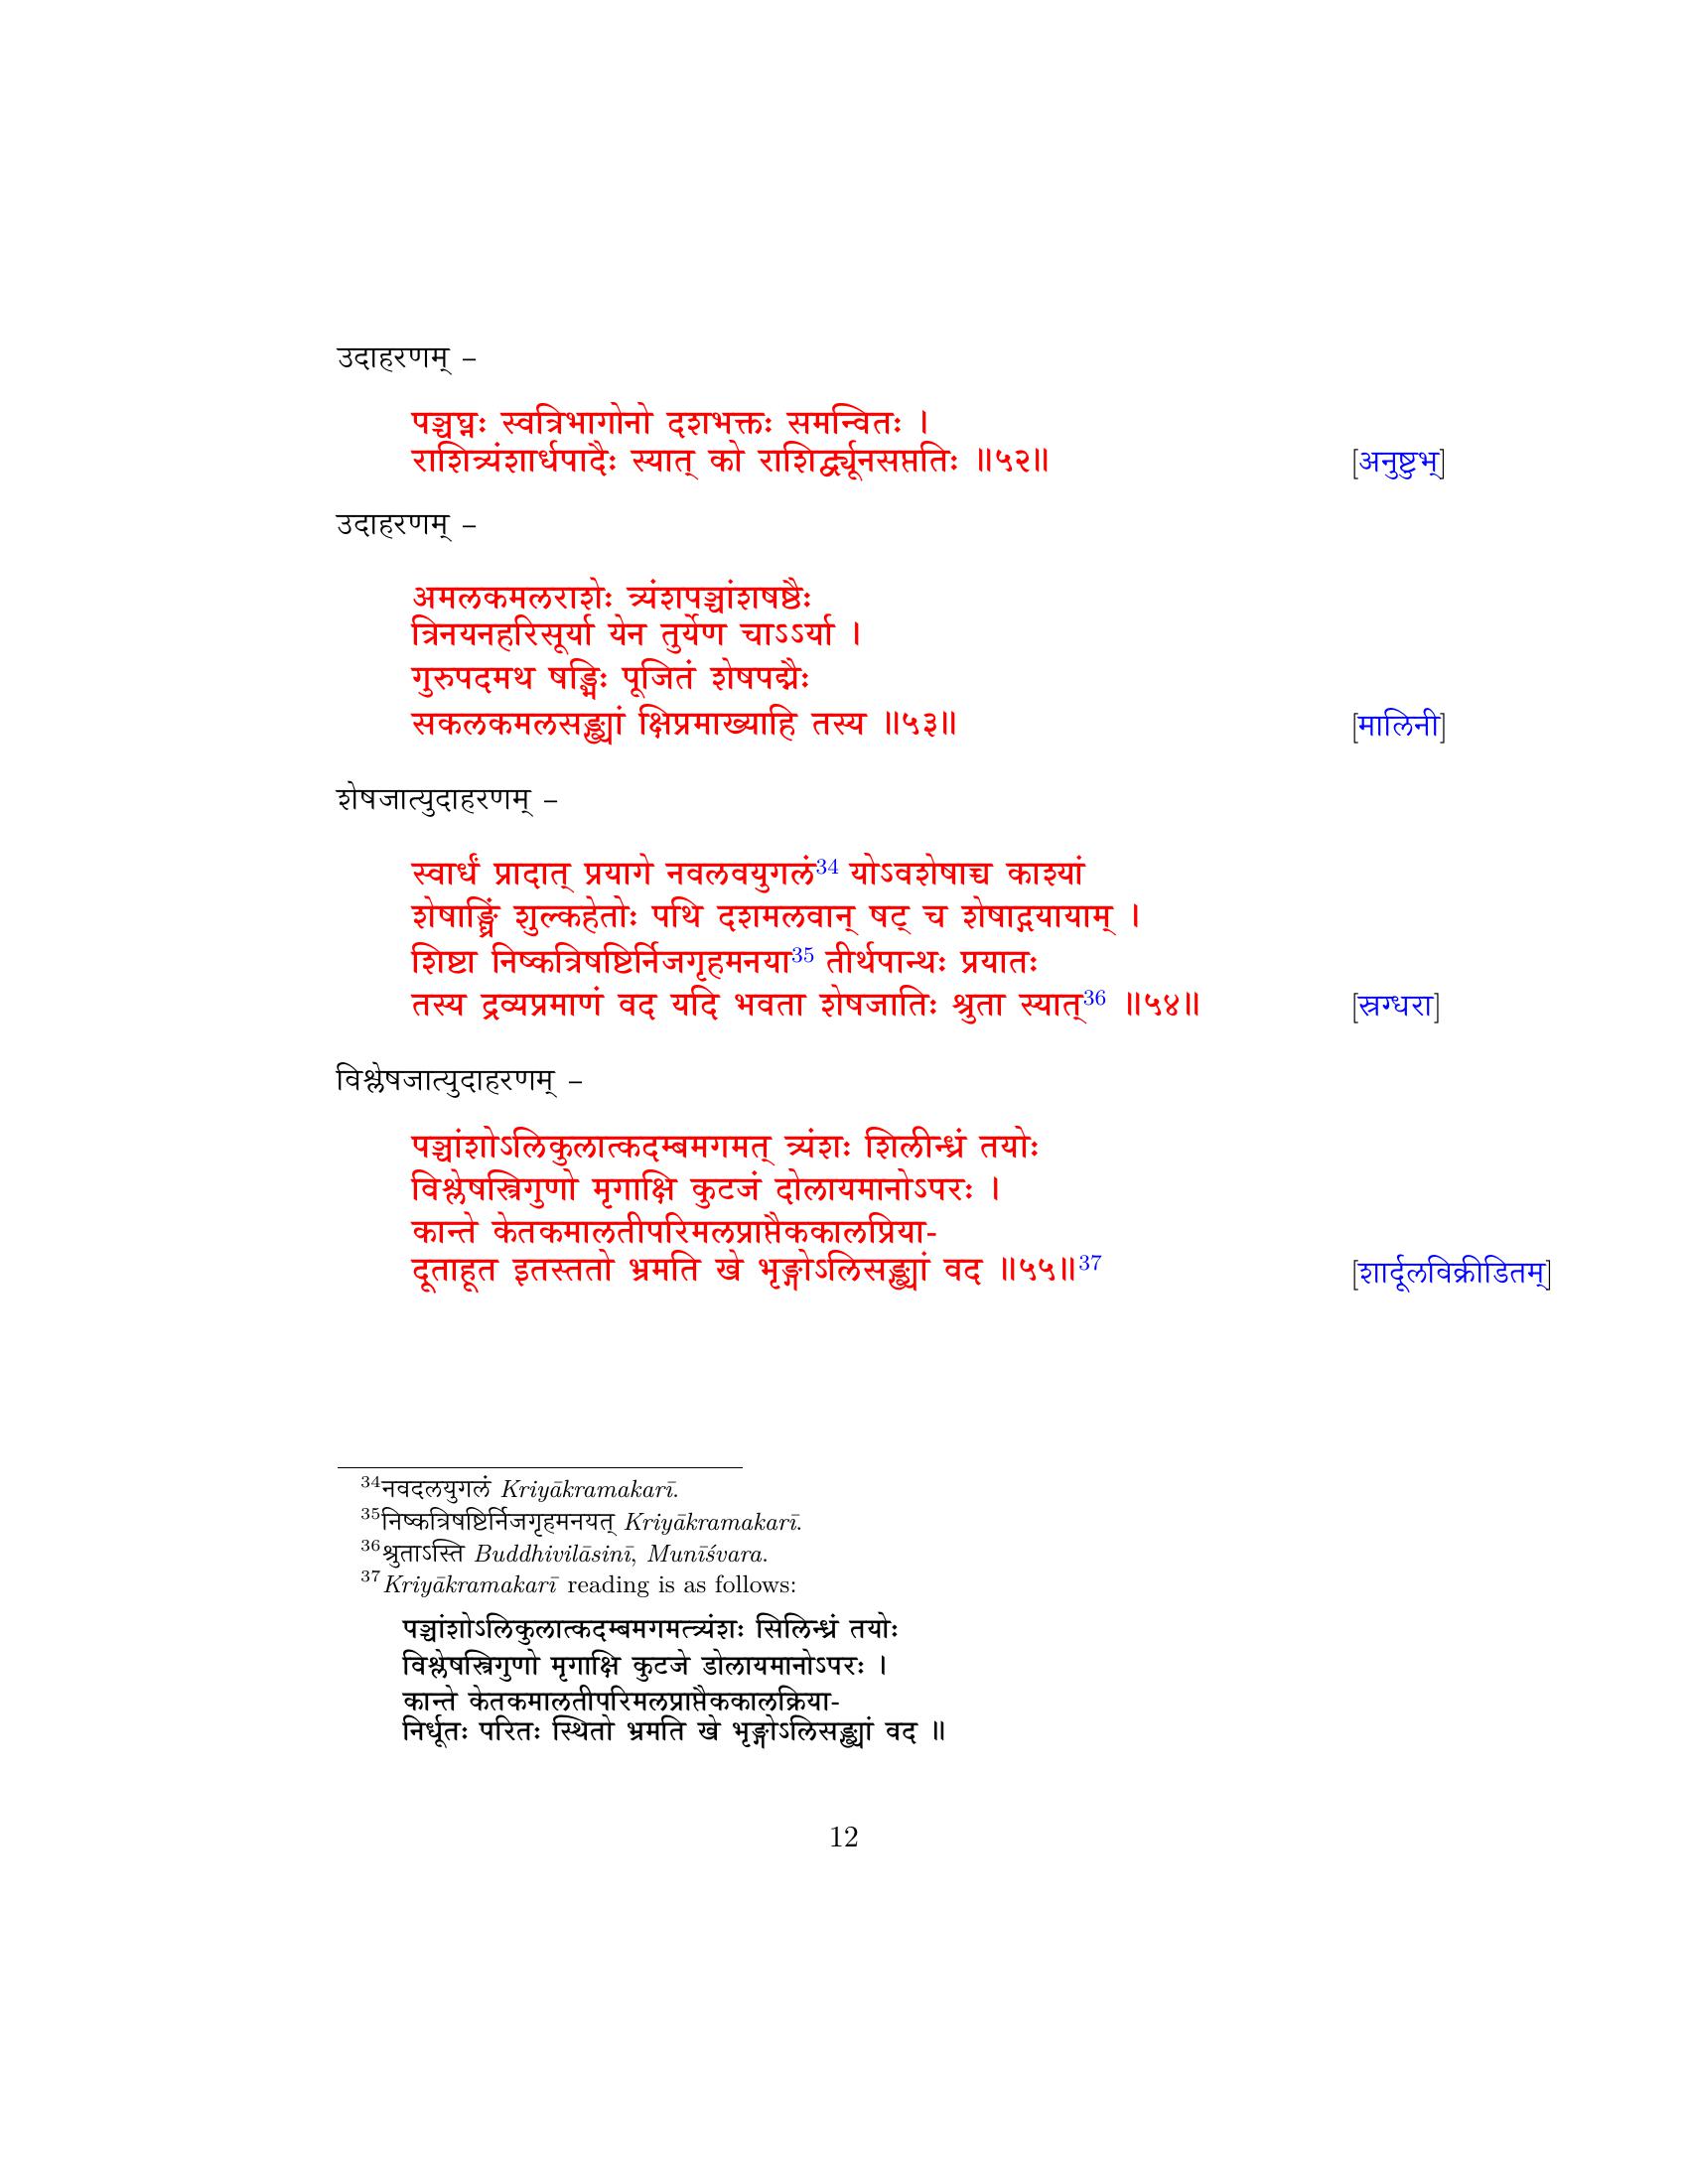 उदाहरणम् –
पञ्चघ्नः स्वत्रिभागोनो दशभक्तः समन्वितः ।
राशित्र्यंशार्धपादैः स्यात् को राशिर्द्व्यूनसप्ततिः ॥५२॥ [अनुष्टुभ्]
उदाहरणम् –
अमलकमलराशेः त्र्यंशपञ्चांशषष्ठैः
त्रिनयनहरिसूर्या येन तुर्येण चाऽऽर्या ।
गुरुपदमथ षड्भिः पूजितं शेषपद्मैः
सकलकमलसङ्ख्यां क्षिप्रमाख्याहि तस्य ॥५३॥ [मालिनी]
शेषजात्युदाहरणम् –
स्वार्धं प्रादात् प्रयागे नवलवयुगलं34 योऽवशेषाच्च काश्यां
शेषाङ्घ्रिं शुल्कहेतोः पथि दशमलवान् षट् च शेषाद्गयायाम् ।
शिष्टा निष्कत्रिषष्टिर्निजगृहमनया35 तीर्थपान्थः प्रयातः
तस्य द्रव्यप्रमाणं वद यदि भवता शेषजातिः श्रुता स्यात्36 ॥५४॥ [स्रग्धरा]
विश्लेषजात्युदाहरणम् –
पञ्चांशोऽलिकुलात्कदम्बमगमत् त्र्यंशः शिलीन्ध्रं तयोः
विश्लेषस्त्रिगुणो मृगाक्षि कुटजं दोलायमानोऽपरः ।
कान्ते केतकमालतीपरिमलप्राप्तैककालप्रिया-
दूताहूत इतस्ततो भ्रमति खे भृङ्गोऽलिसङ्ख्यां वद ॥५५॥37 [शार्दूलविक्रीडितम्]
34नवदलयुगलं Kriyākramakarī.
35निष्कत्रिषष्टिर्निजगृहमनयत् Kriyākramakarī.
36श्रुताऽस्ति Buddhivilāsinī, Munīśvara.
37Kriyākramakarī reading is as follows:
पञ्चांशोऽलिकुलात्कदम्बमगमत्त्र्यंशः सिलिन्ध्रं तयोः
विश्लेषस्त्रिगुणो मृगाक्षि कुटजे डोलायमानोऽपरः ।
कान्ते केतकमालतीपरिमलप्राप्तैककालक्रिया-
निर्धूतः परितः स्थितो भ्रमति खे भृङ्गोऽलिसङ्ख्यां वद ॥
12